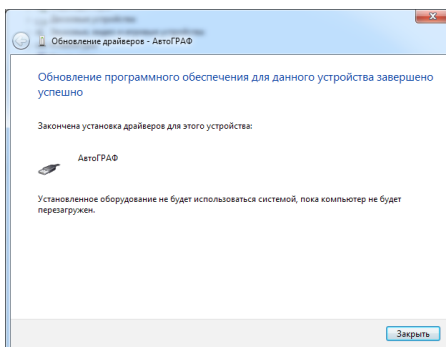 Обновление драйверов - АвтоГРАФ
Обновление программного обеспечения для данного устройства завершено
успешно
Закончена установка драйверов для этого устройства:
АвтоГРАФ
Установленное оборудование не будет использоваться системой, пока компьютер не будет
перезагружен.
Закрыть